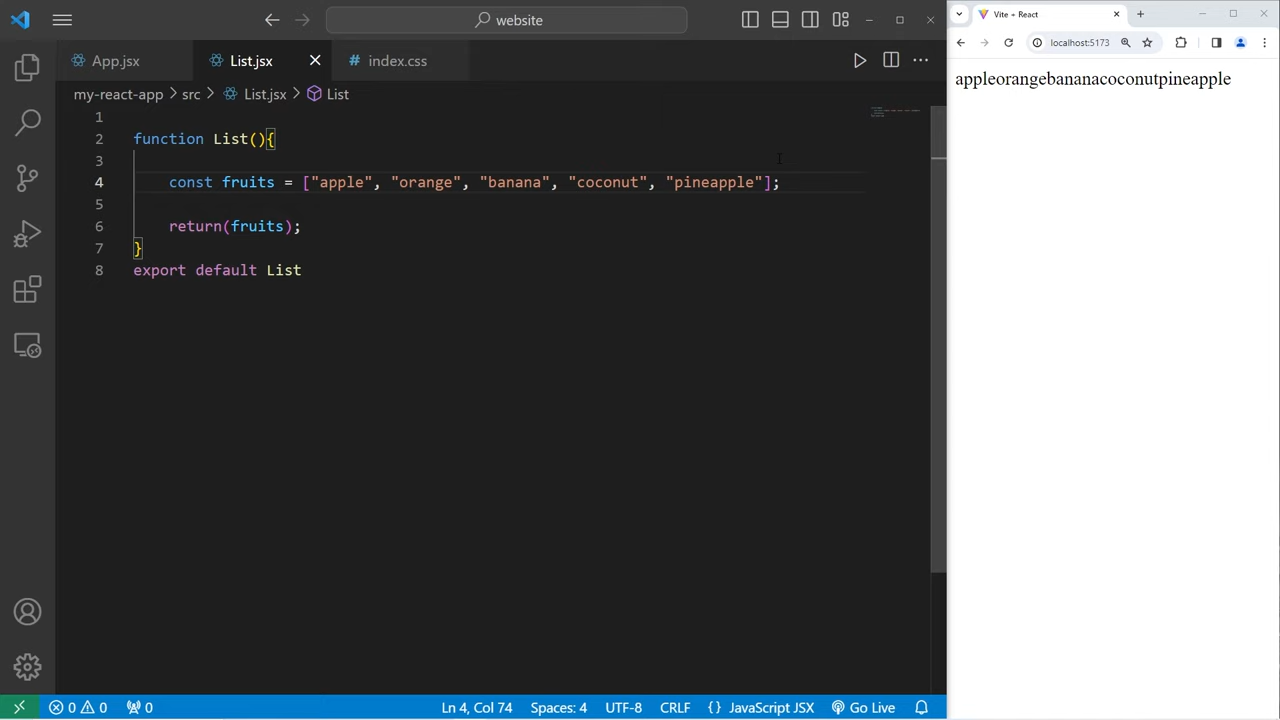 website
App.jsx
List.jsx
index.css
my-react-app
src
List.jsx
List
1
2 function List(){
3
4 const fruits = ["apple", "orange", "banana", "coconut", "pineapple"];
5
6 return(fruits);
7 }
8 export default List
0
0
0
Ln 4, Col 74
Spaces: 4
UTF-8
CRLF
JavaScript JSX
Go Live
Vite + React
localhost:5173
appleorangebananacoconutpineapple